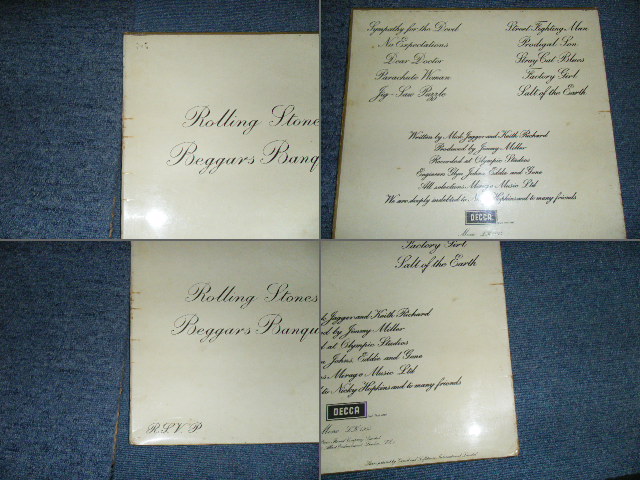 Rolling Stone
Beggars Banq
Sympathy for the Devil
No Expectations
Dear Doctor
Parachute Woman
Jig-Saw Puzzle
Street Fighting Man
Prodigal Son
Stray Cat Blues
Factory Girl
Salt of the Earth
Written by Mick Jagger and Keith Richard
Produced by Jimmy Miller
Recorded at Olympic Studios
Engineers Glyn Johns, Eddie and Gene
All selections Mirage Music Ltd
We are deeply indebted to Nicky Hopkins and to many friends
DECCA
Mono
Rolling Stones
Beggars Banqu
R.S.V.P.
Factory Girl
Salt of the Earth
k Jagger and Keith Richard
d by Jimmy Miller
d at Olympic Studios
Johns, Eddie and Gene
s Mirage Music Ltd
to Nicky Hopkins and to many friends
DECCA
Mono